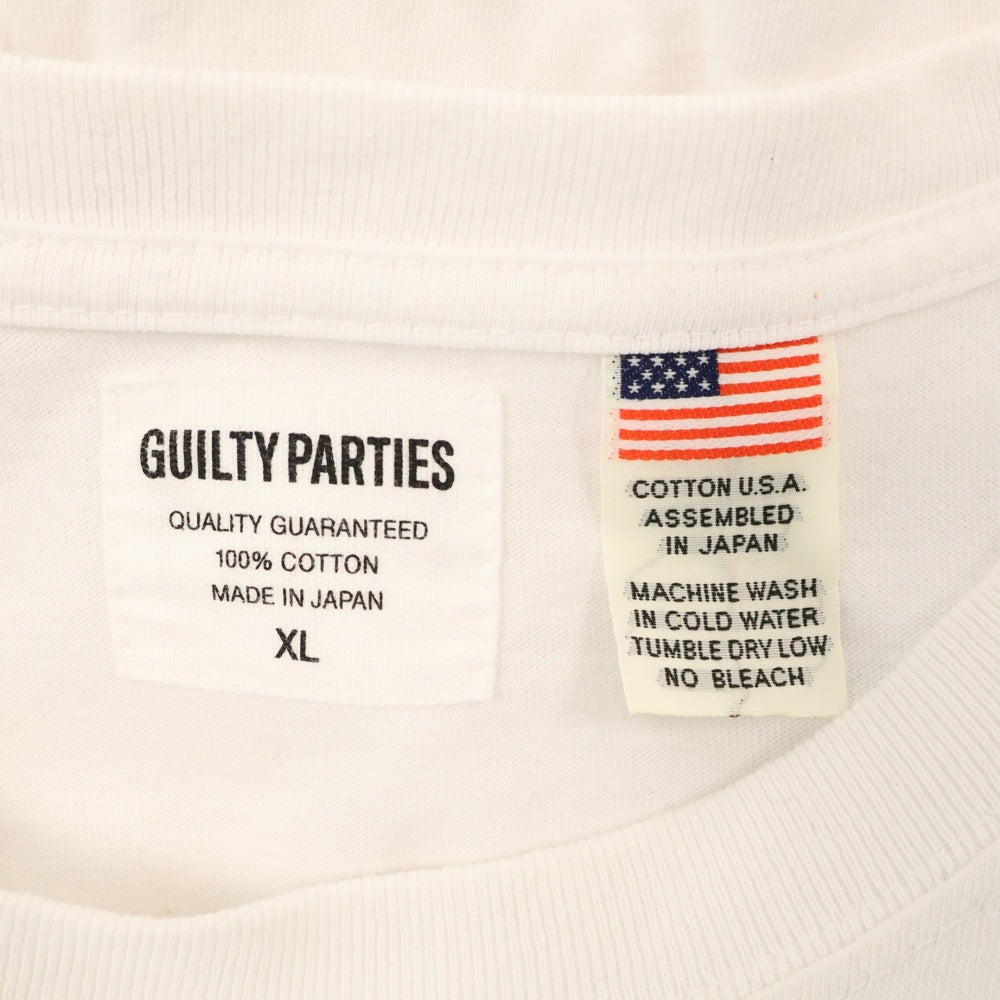 GUILTY PARTIES
QUALITY GUARANTEED
100% COTTON
MADE IN JAPAN
XL
COTTON U.S.A.
ASSEMBLED
IN JAPAN
MACHINE WASH
IN COLD WATER
TUMBLE DRY LOW
NO BLEACH